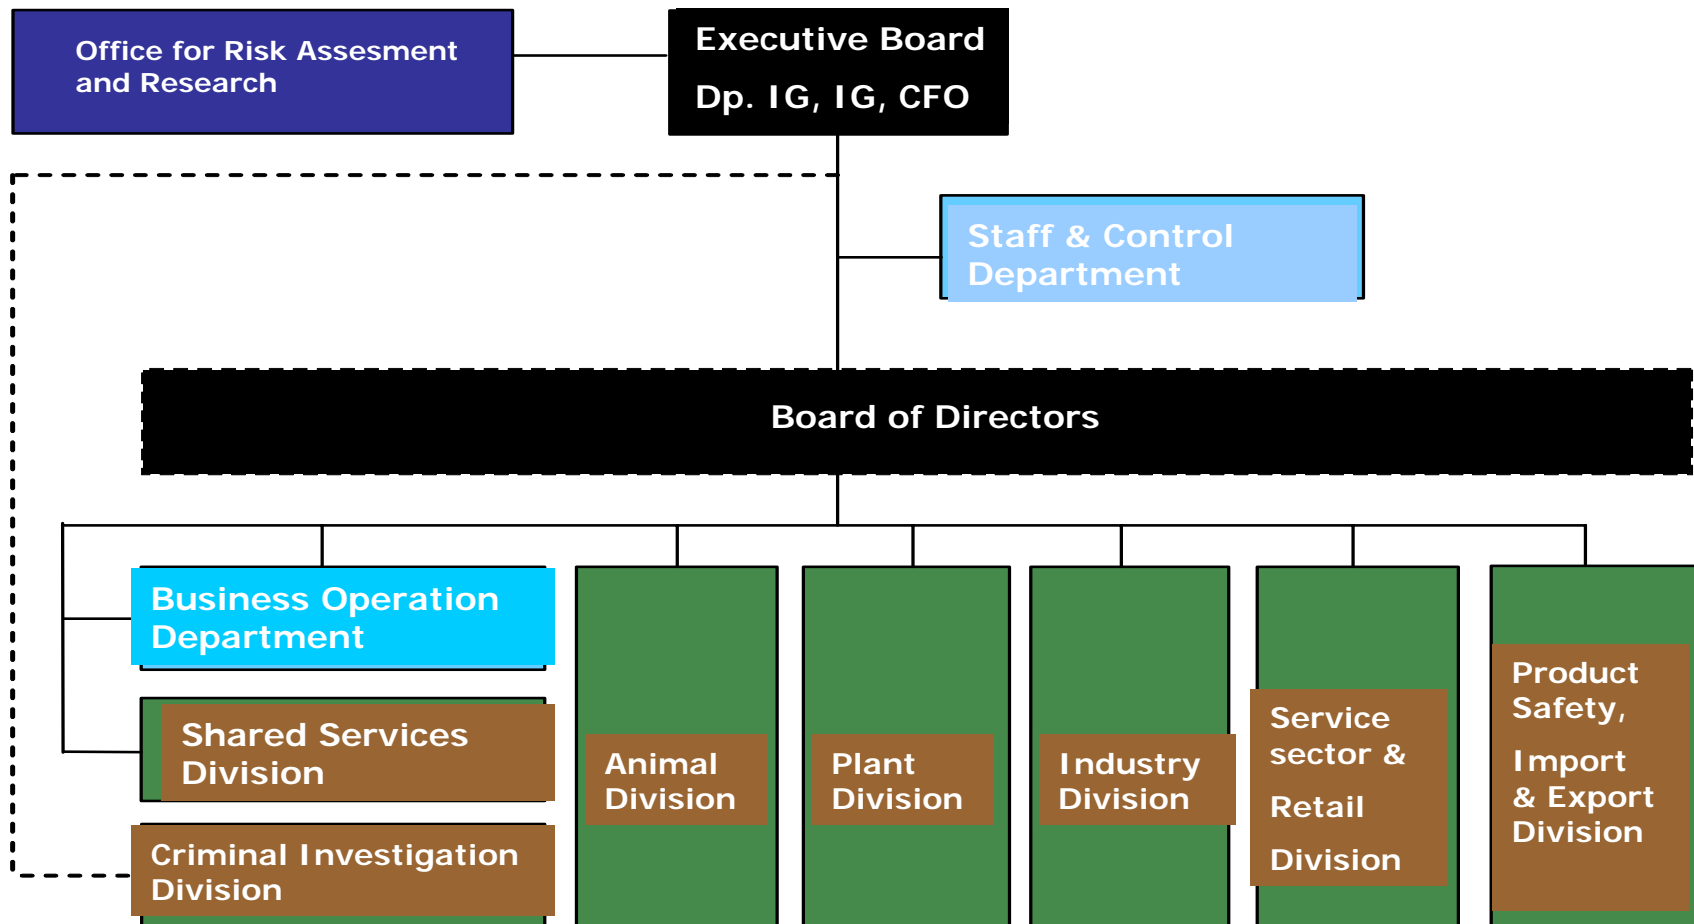 Office for Risk Assesment
and Research
Executive Board
Dp. IG, IG, CFO
Staff & Control
Department
Board of Directors
Business Operation
Department
Shared Services
Division
Criminal Investigation
Division
Animal
Division
Plant
Division
Industry
Division
Service
sector &
Retail
Division
Product
Safety,
Import
& Export
Division